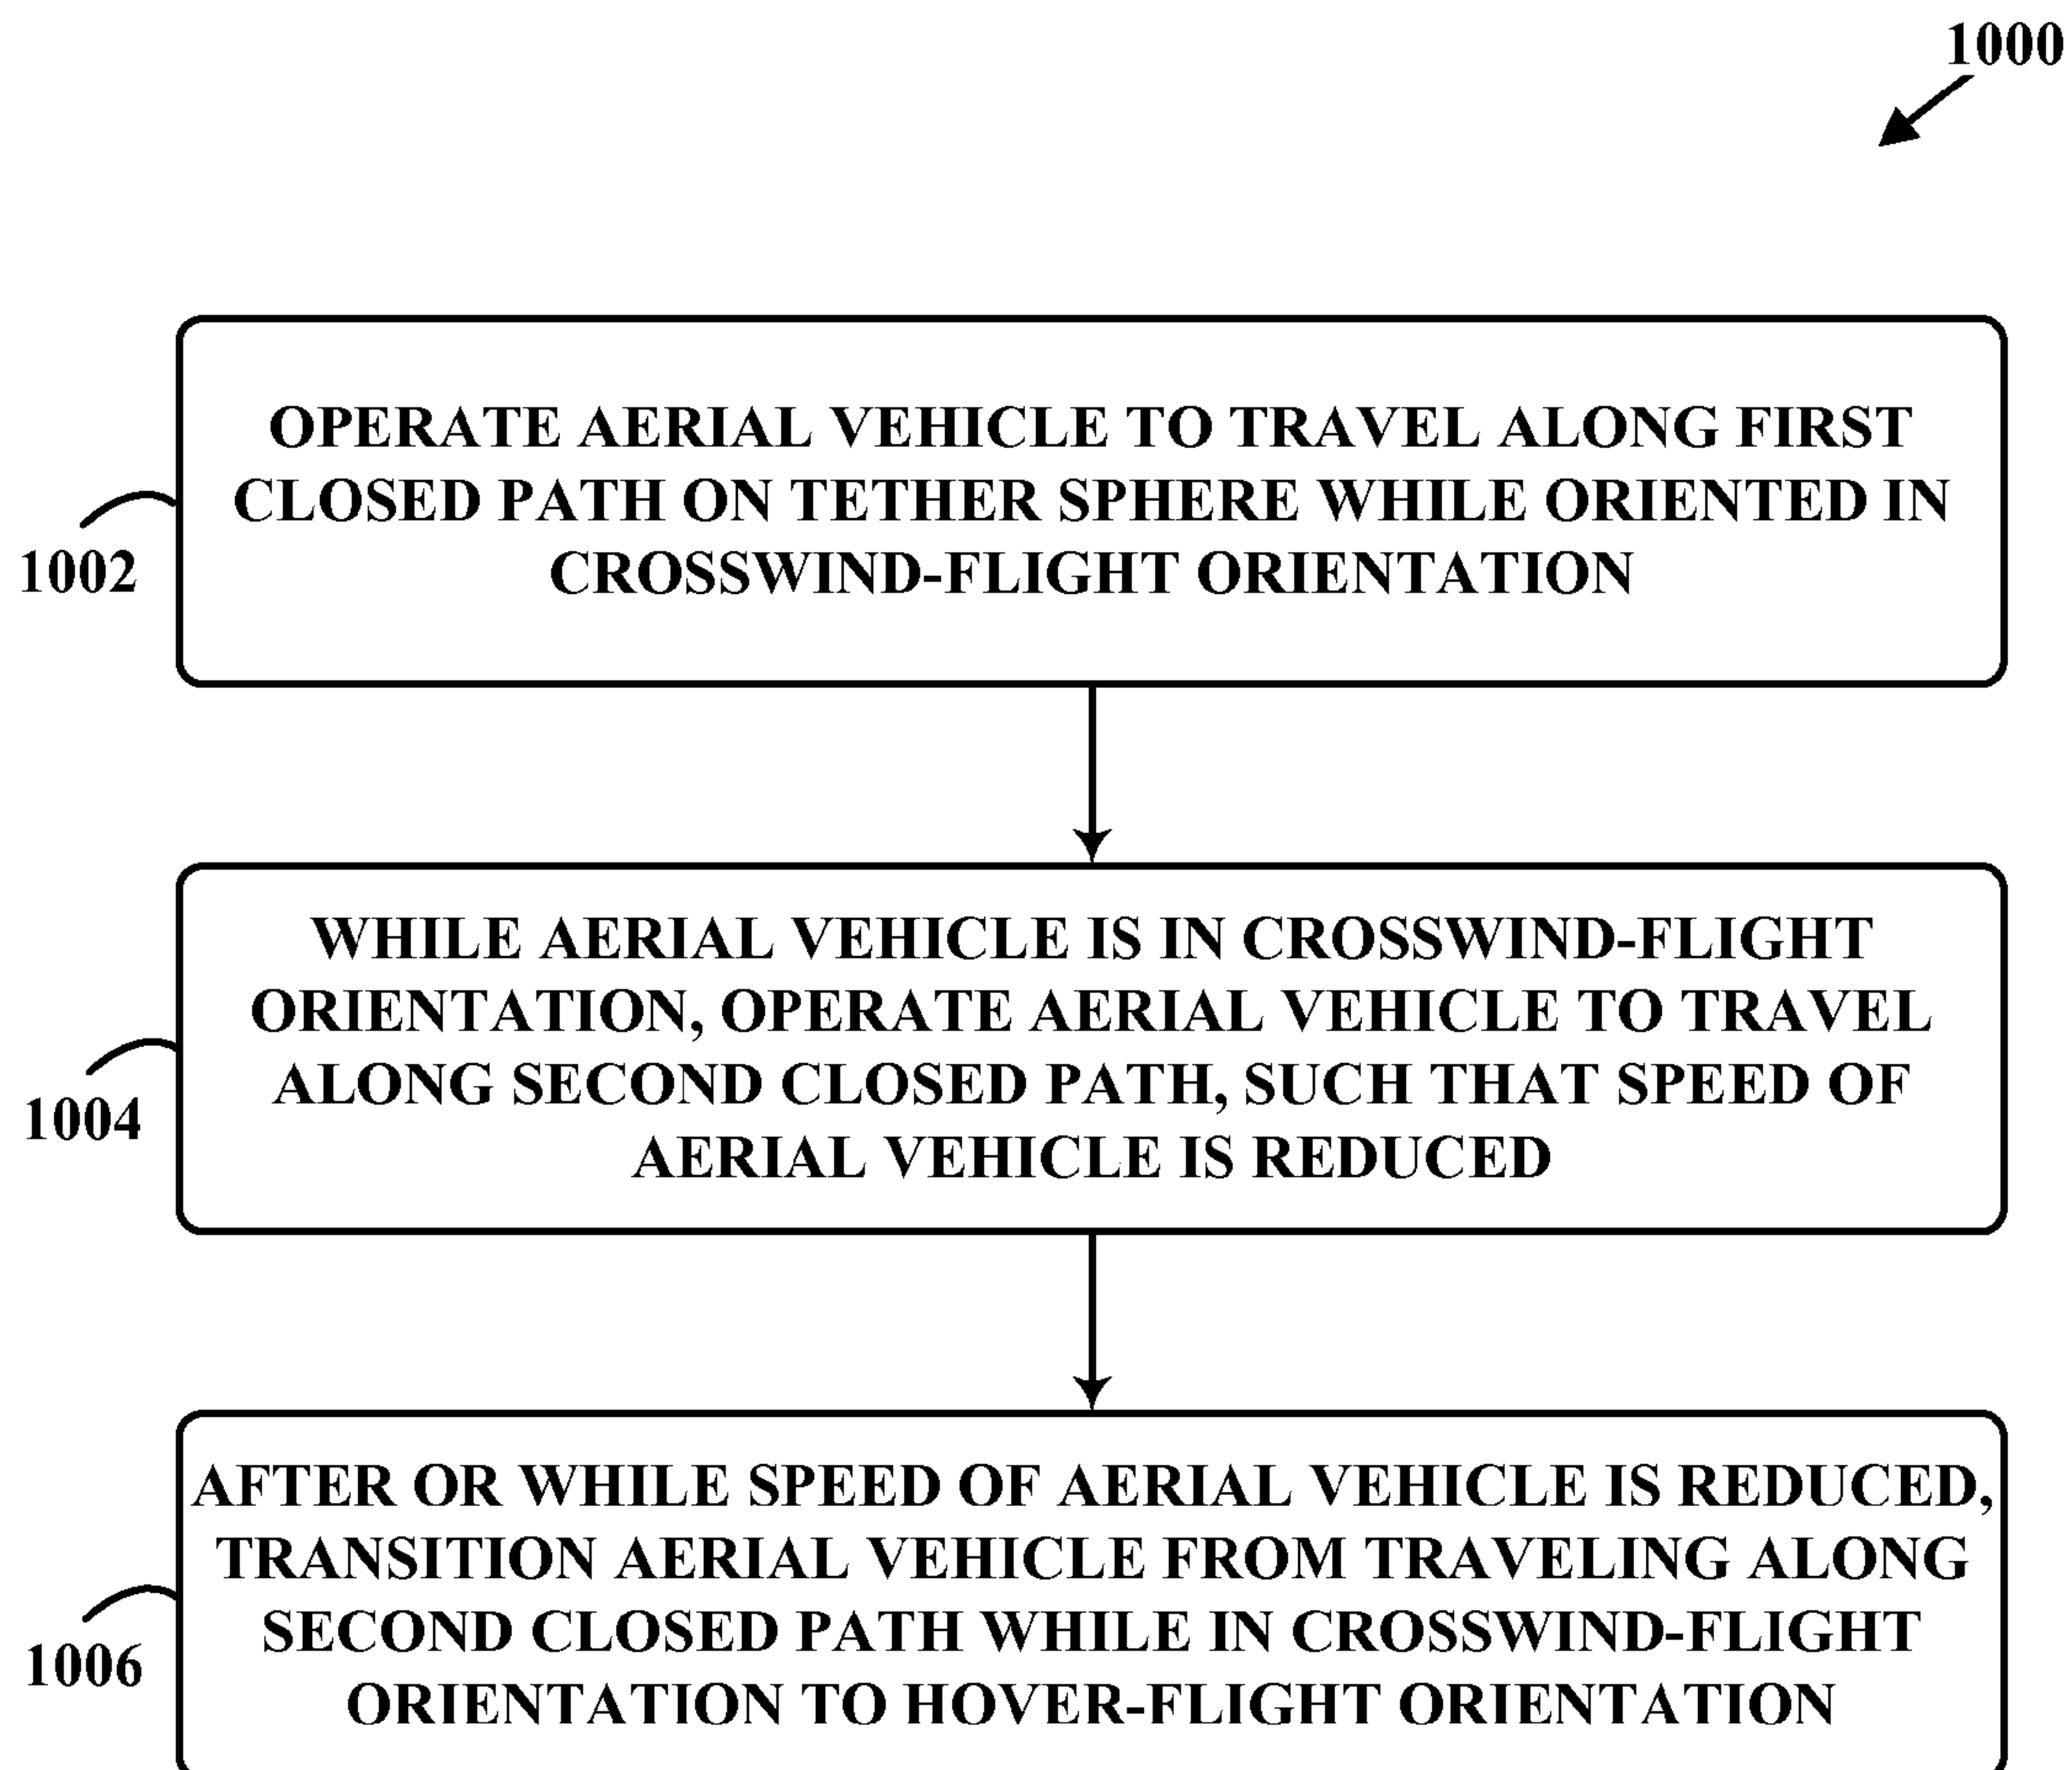 1000
OPERATE AERIAL VEHICLE TO TRAVEL ALONG FIRST
CLOSED PATH ON TETHER SPHERE WHILE ORIENTED IN
CROSSWIND-FLIGHT ORIENTATION
1002
WHILE AERIAL VEHICLE IS IN CROSSWIND-FLIGHT
ORIENTATION, OPERATE AERIAL VEHICLE TO TRAVEL
ALONG SECOND CLOSED PATH, SUCH THAT SPEED OF
AERIAL VEHICLE IS REDUCED
1004
AFTER OR WHILE SPEED OF AERIAL VEHICLE IS REDUCED,
TRANSITION AERIAL VEHICLE FROM TRAVELING ALONG
SECOND CLOSED PATH WHILE IN CROSSWIND-FLIGHT
ORIENTATION TO HOVER-FLIGHT ORIENTATION
1006